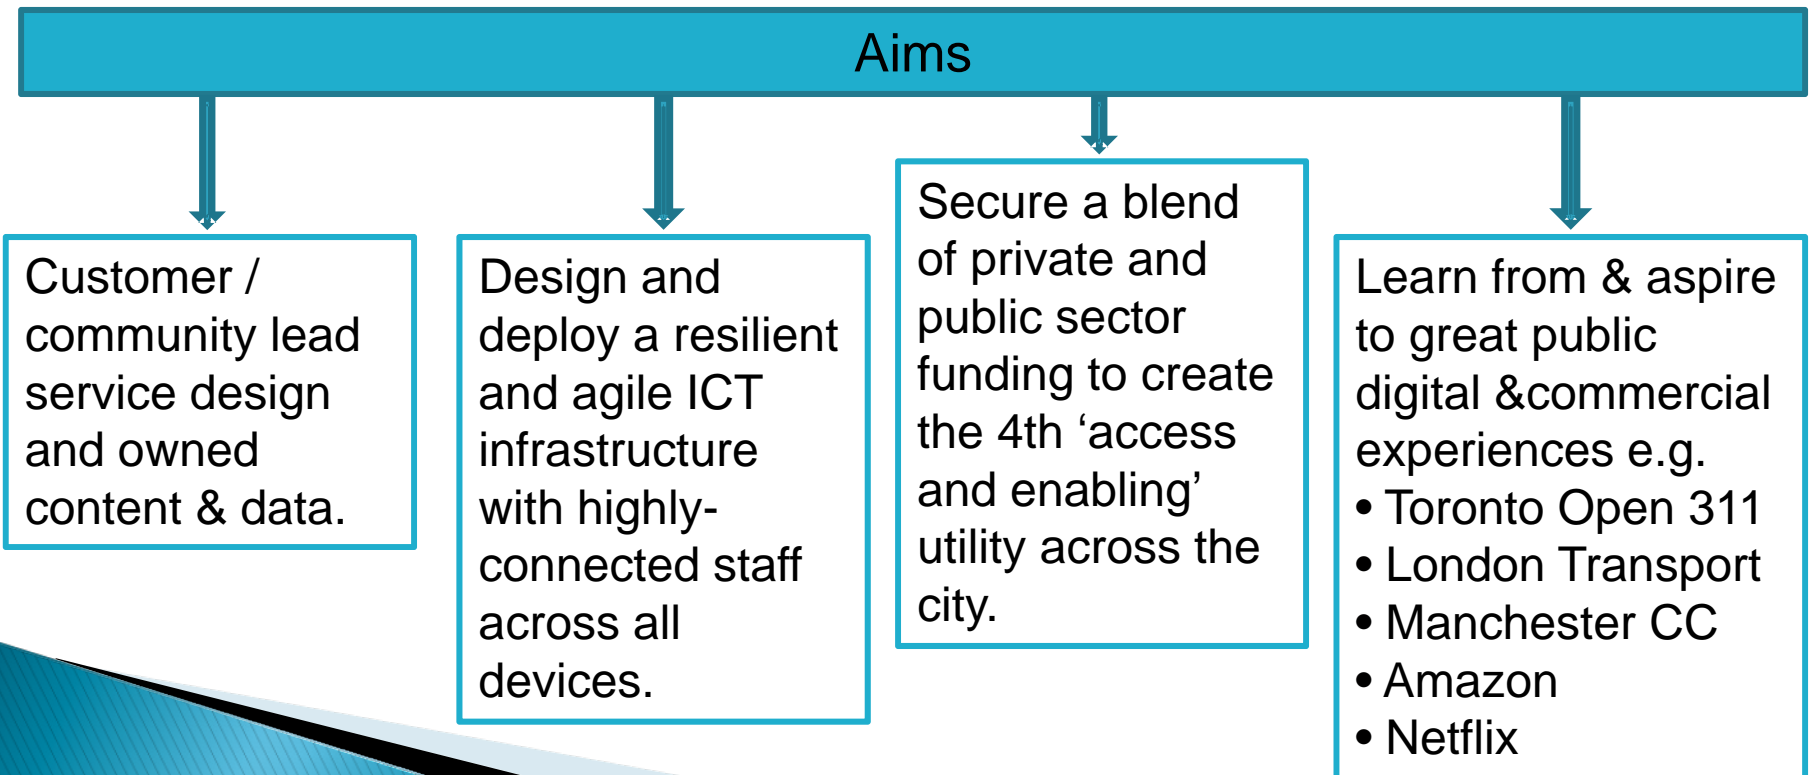 Aims
Customer /
community lead
service design
and owned
content & data.
Design and
deploy a resilient
and agile ICT
infrastructure
with highly-
connected staff
across all
devices.
Secure a blend
of private and
public sector
funding to create
the 4th ‘access
and enabling’
utility across the
city.
Learn from & aspire
to great public
digital &commercial
experiences e.g.
• Toronto Open 311
• London Transport
• Manchester CC
• Amazon
• Netflix